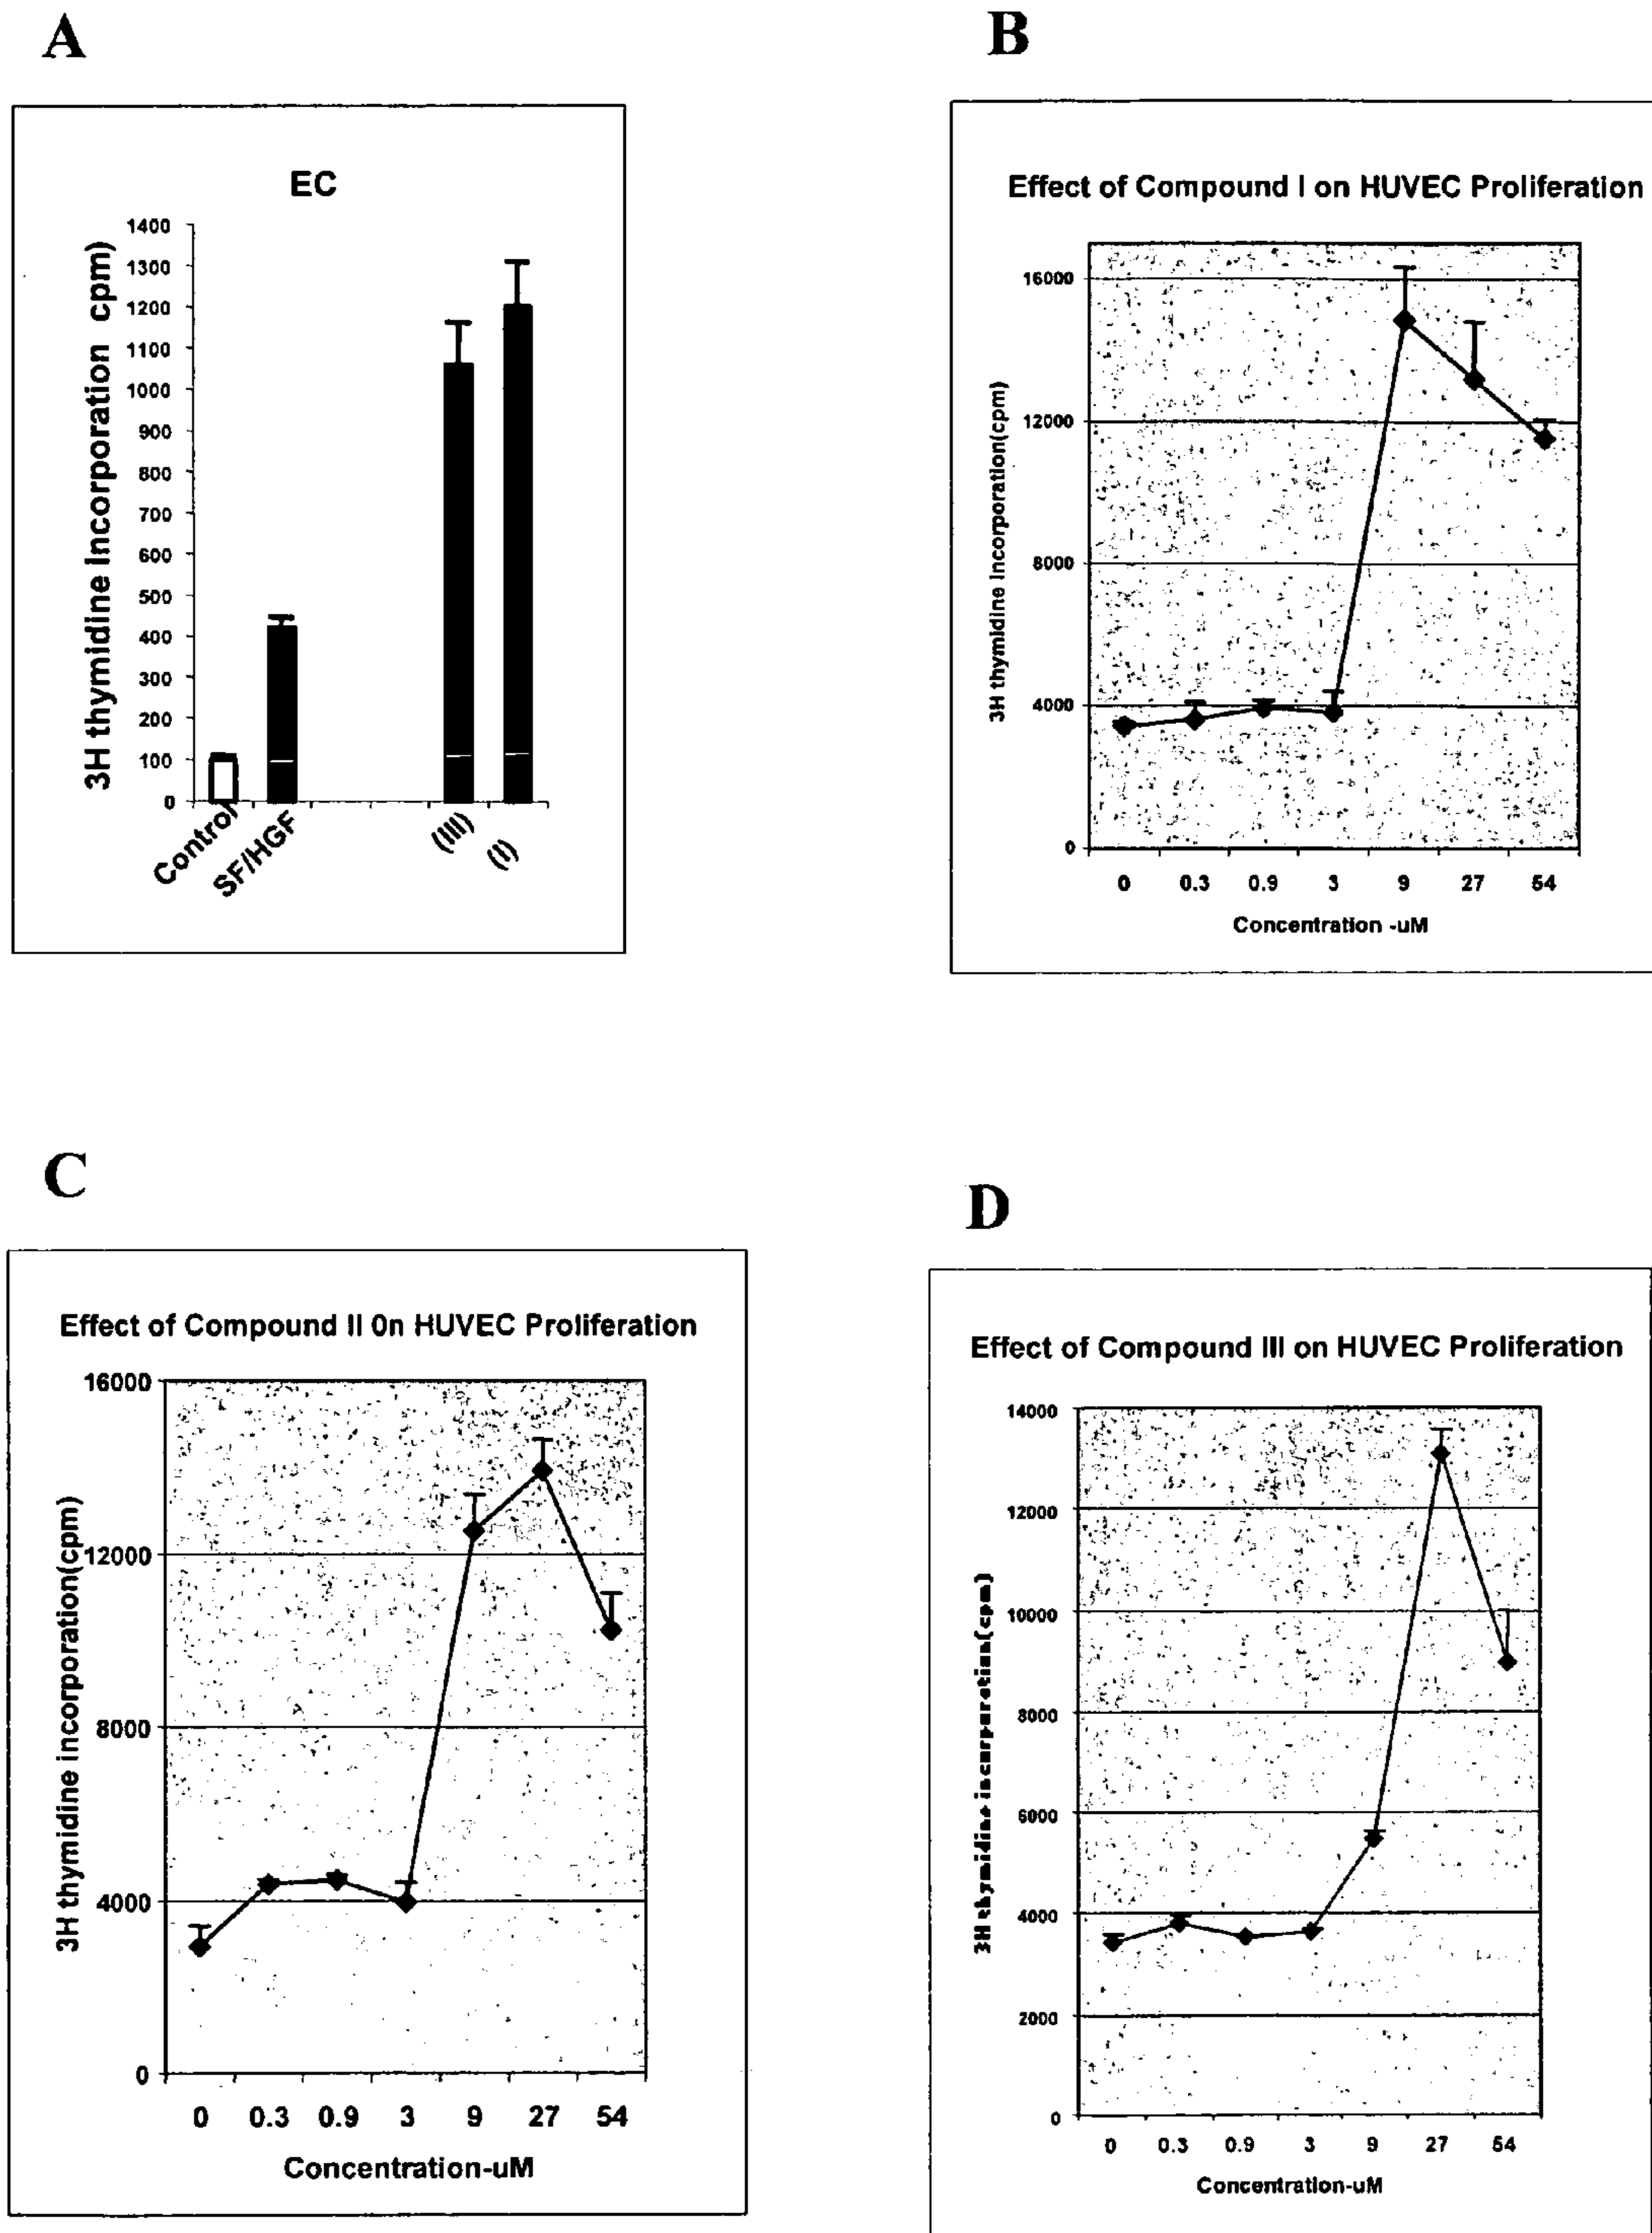 A
EC
3H thymidine Incorporation cpm)
1400
1300
1200
1100
1000
900
800
700
600
500
400
300
200
100
0
Control
SF/HGF
(III)
(I)
B
Effect of Compound I on HUVEC Proliferation
3H thymidine incorporation(cpm)
16000
12000
8000
4000
0
0 0.3 0.9 3 9 27 54
Concentration -uM
C
Effect of Compound II 0n HUVEC Proliferation
3H thymidine incorporation(cpm)
16000
12000
8000
4000
0
0 0.3 0.9 3 9 27 54
Concentration-uM
D
Effect of Compound III on HUVEC Proliferation
3H thymidine incorporation(cpm)
14000
12000
10000
8000
6000
4000
2000
0
0 0.3 0.9 3 9 27 54
Concentration-uM